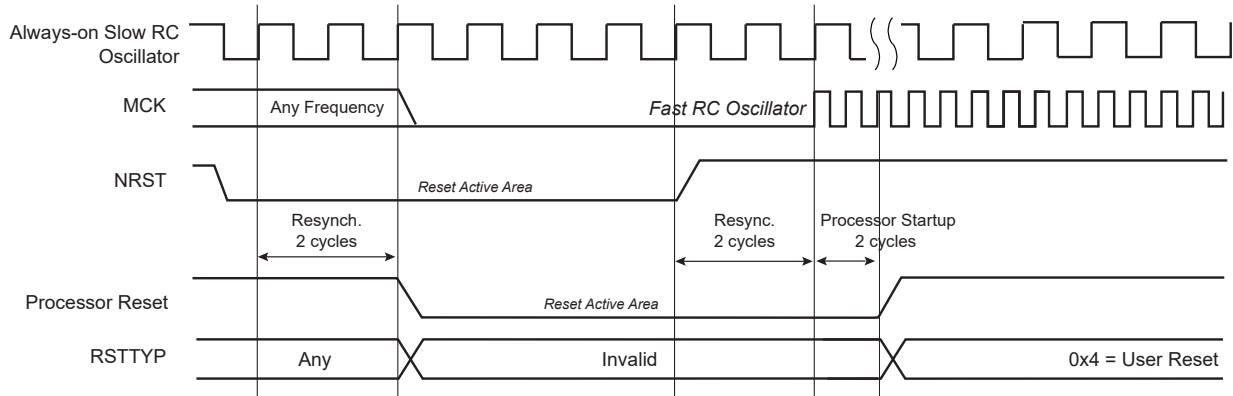 Always-on Slow RC
Oscillator
MCK
Any Frequency
Fast RC Oscillator
NRST
Reset Active Area
Resynch.
2 cycles
Resync.
2 cycles
Processor Startup
2 cycles
Processor Reset
Reset Active Area
RSTTYP
Any
Invalid
0x4 = User Reset